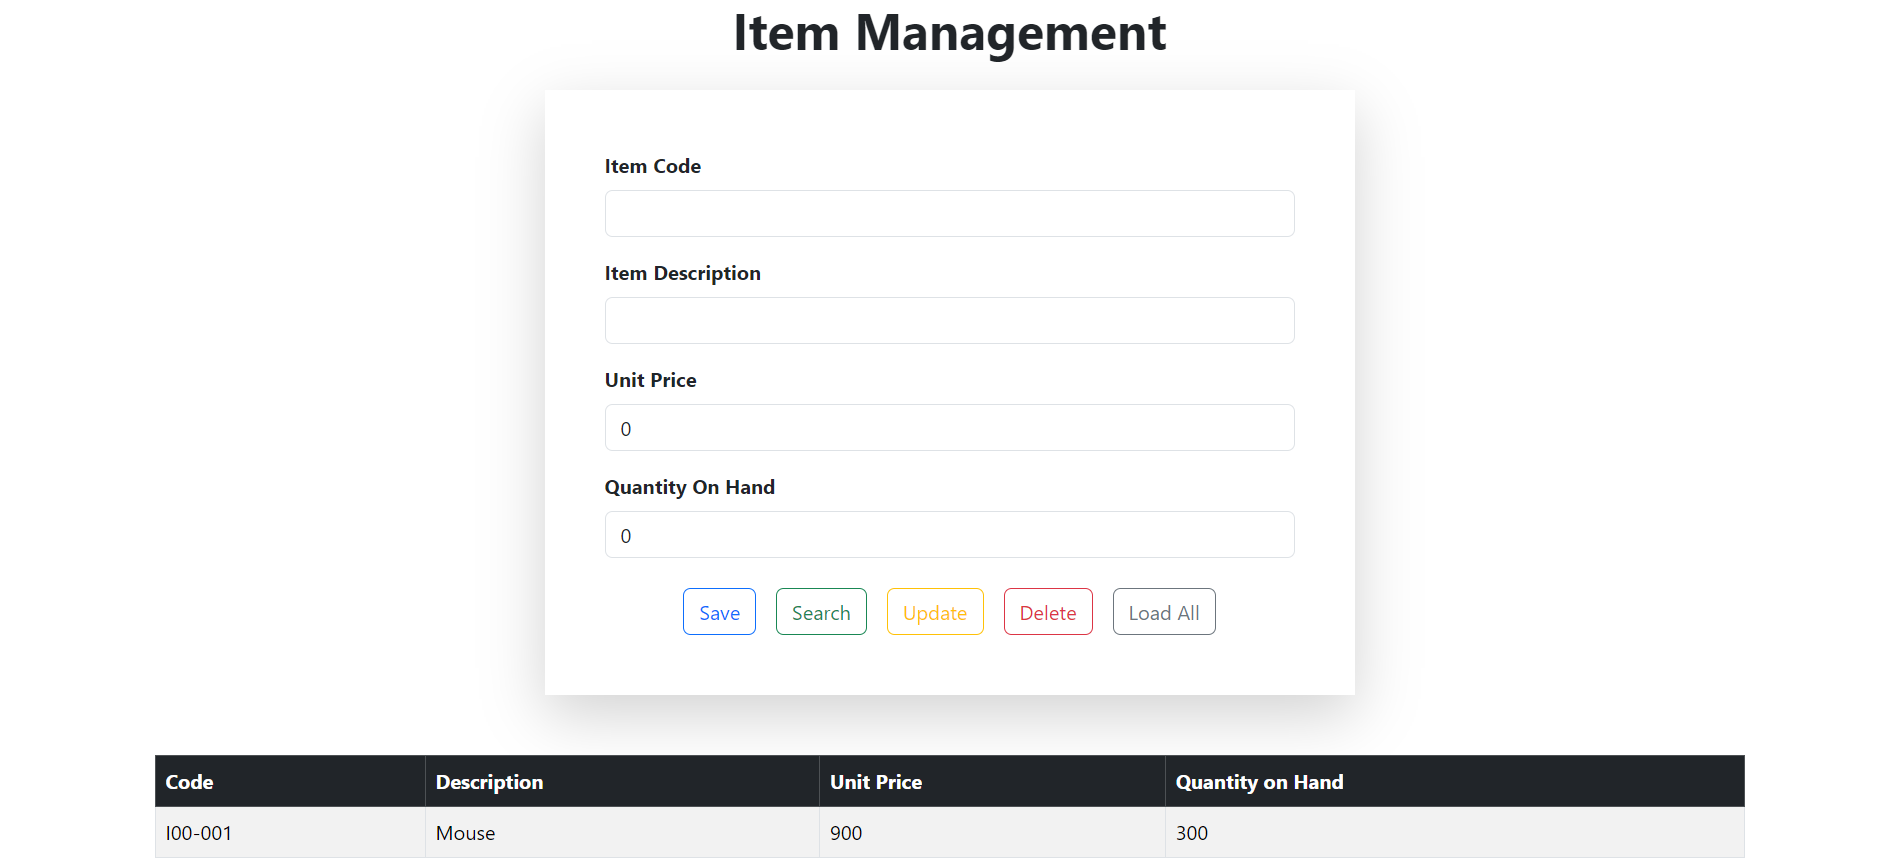 Item Management
Item Code
Item Description
Unit Price
0
Quantity On Hand
0
Save Search Update Delete Load All
Code Description Unit Price Quantity on Hand
I00-001 Mouse 900 300